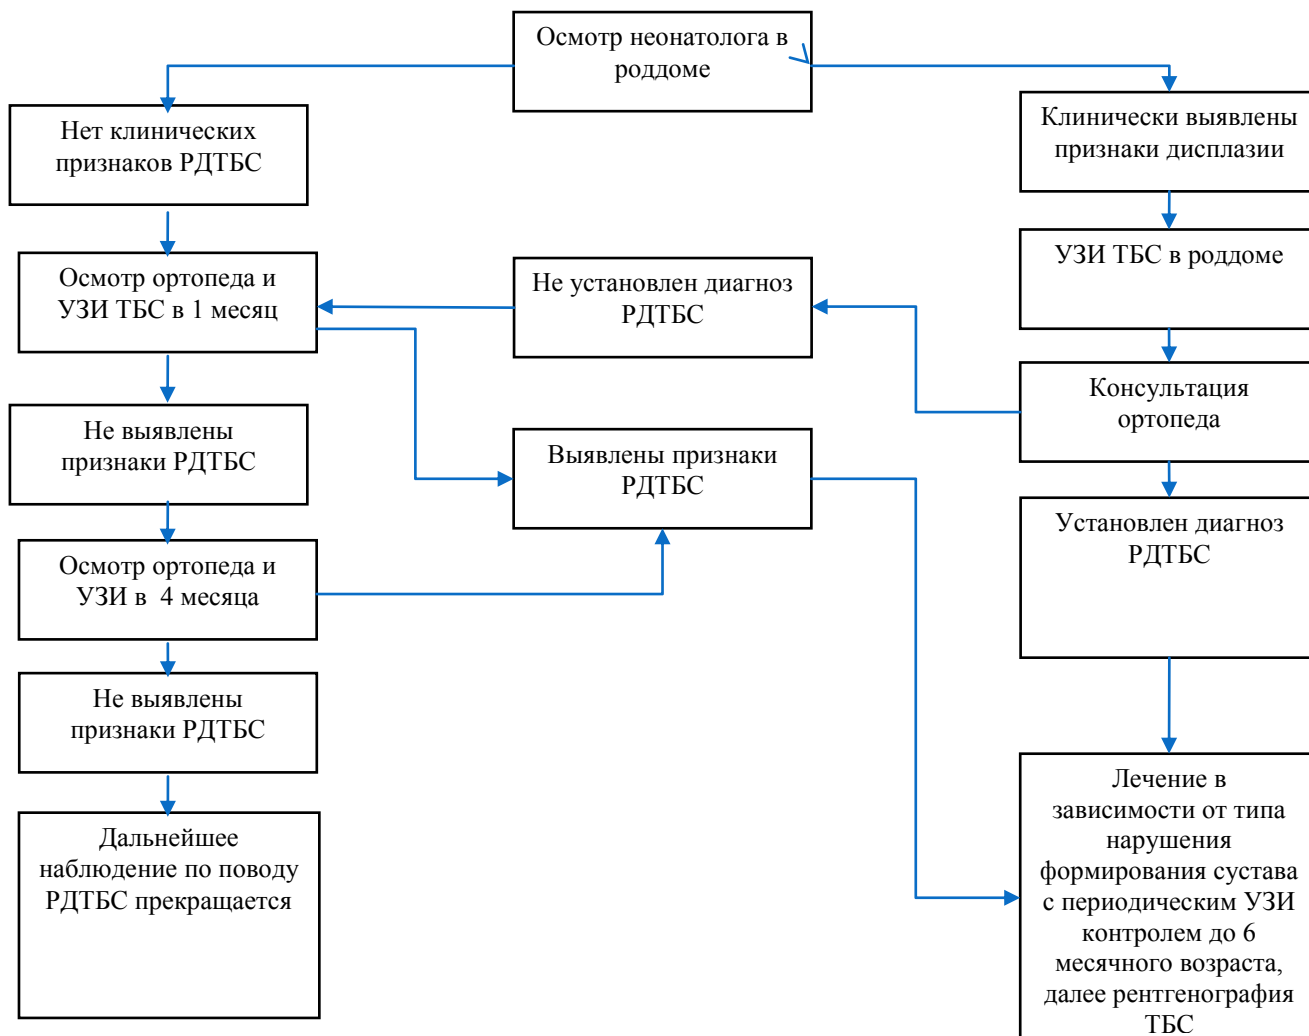 Осмотр неонатолога в
роддоме
Нет клинических
признаков РДТБС
Клинически выявлены
признаки дисплазии
Осмотр ортопеда и
УЗИ ТБС в 1 месяц
Не установлен диагноз
РДТБС
УЗИ ТБС в роддоме
Консультация
ортопеда
Не выявлены
признаки РДТБС
Выявлены признаки
РДТБС
Установлен диагноз
РДТБС
Осмотр ортопеда и
УЗИ в 4 месяца
Не выявлены
признаки РДТБС
Дальнейшее
наблюдение по поводу
РДТБС прекращается
Лечение в
зависимости от типа
нарушения
формирования сустава
с периодическим УЗИ
контролем до 6
месячного возраста,
далее рентгенография
ТБС